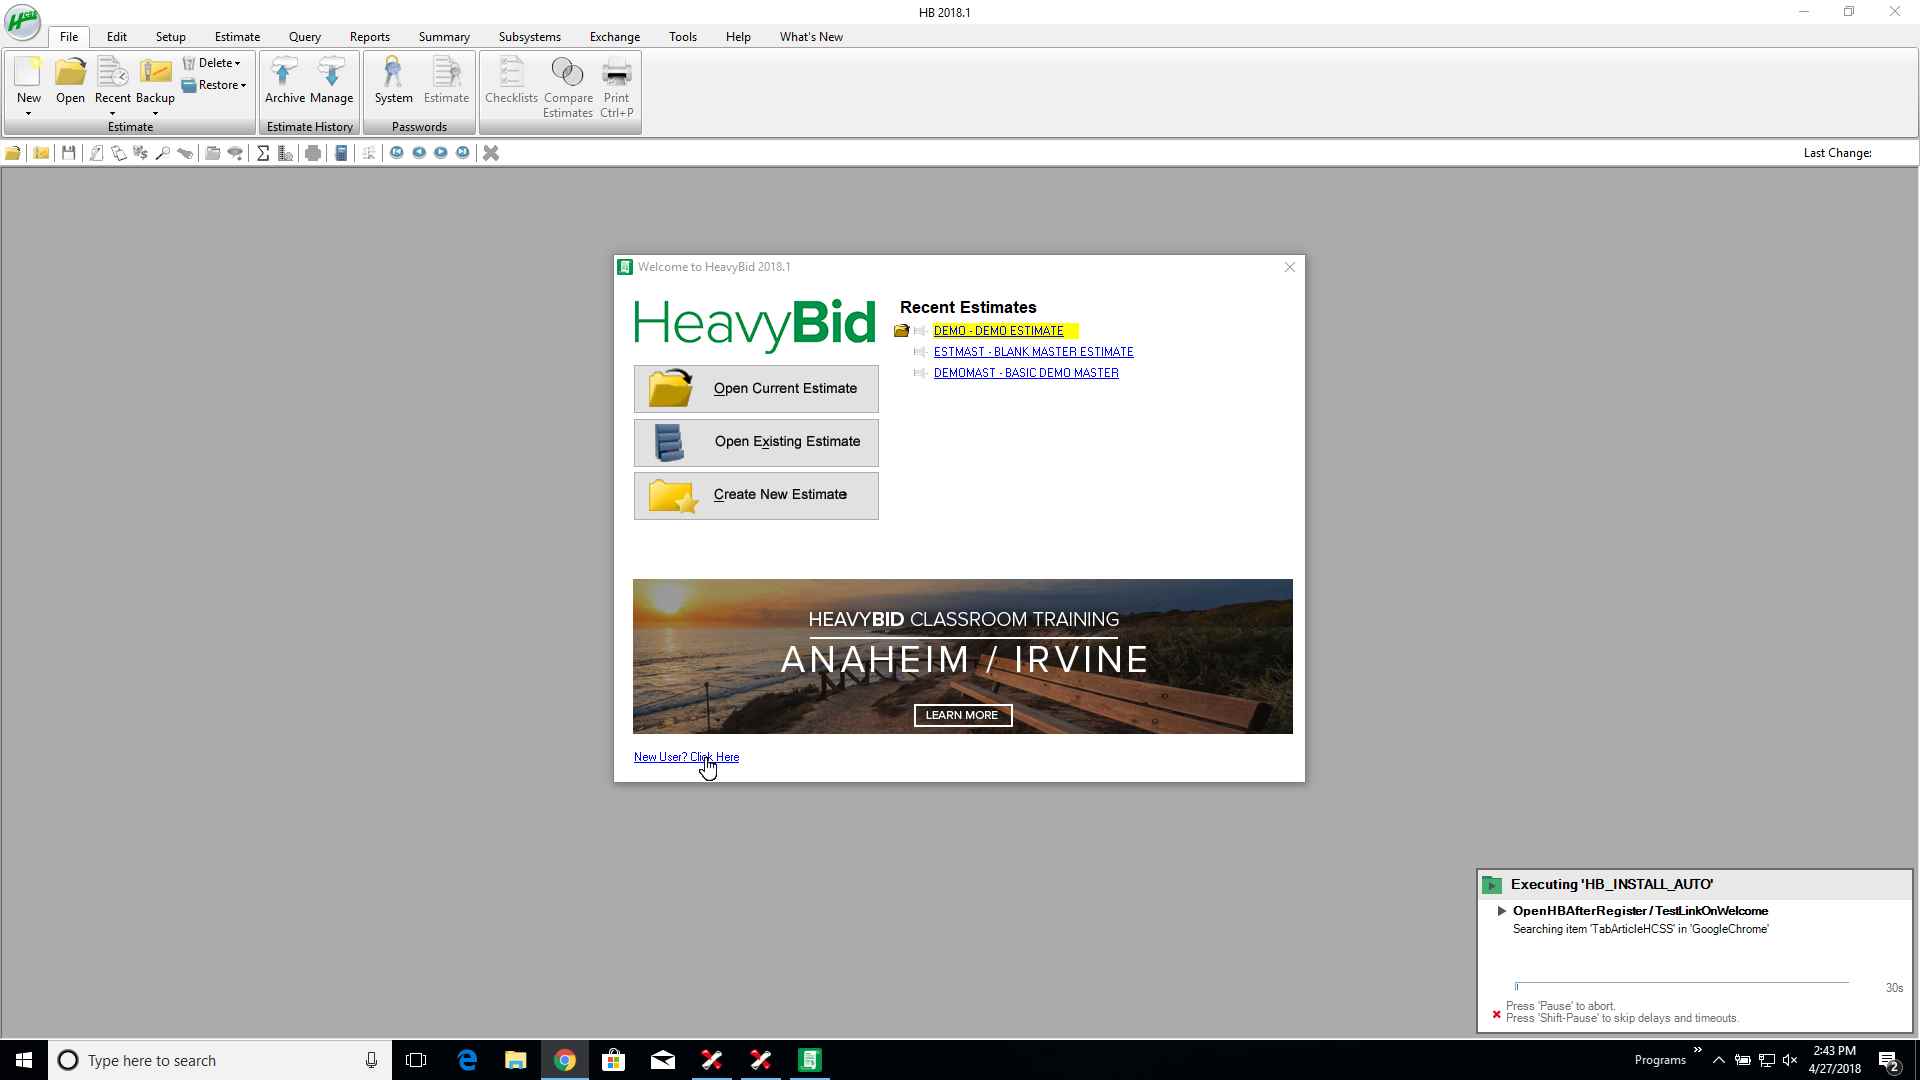 HB 2018.1
File Edit Setup Estimate Query Reports Summary Subsystems Exchange Tools Help What's New
New Open Recent Backup Delete Restore
Archive Manage
System Estimate
Checklists Compare Estimates Print Ctrl+P
Estimate Estimate History Passwords
Last Change:
Welcome to HeavyBid 2018.1
HeavyBid
Open Current Estimate
Open Existing Estimate
Create New Estimate
Recent Estimates
DEMO - DEMO ESTIMATE
ESTMAST - BLANK MASTER ESTIMATE
DEMOMAST - BASIC DEMO MASTER
HEAVYBID CLASSROOM TRAINING
ANAHEIM / IRVINE
LEARN MORE
New User? Click Here
Executing 'HB_INSTALL_AUTO'
OpenHBAfterRegister / TestLinkOnWelcome
Searching item 'TabArticleHCSS' in 'GoogleChrome'
30s
Press 'Pause' to abort.
Press 'Shift-Pause' to skip delays and timeouts.
Type here to search
Programs
2:43 PM
4/27/2018
2